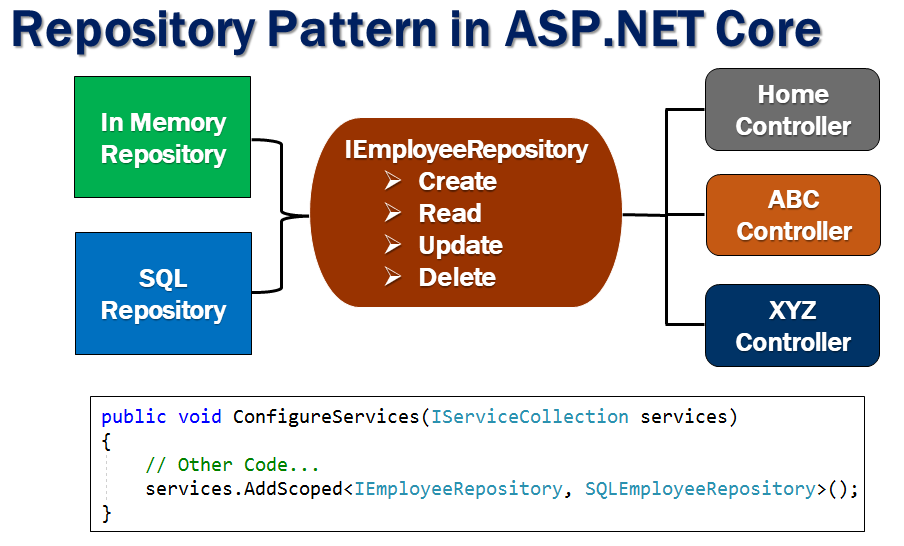 Repository Pattern in ASP.NET Core
In Memory
Repository
SQL
Repository
IEmployeeRepository
➢ Create
➢ Read
➢ Update
➢ Delete
Home
Controller
ABC
Controller
XYZ
Controller
public void ConfigureServices(IServiceCollection services)
{
    // Other Code...
    services.AddScoped<IEmployeeRepository, SQLEmployeeRepository>();
}